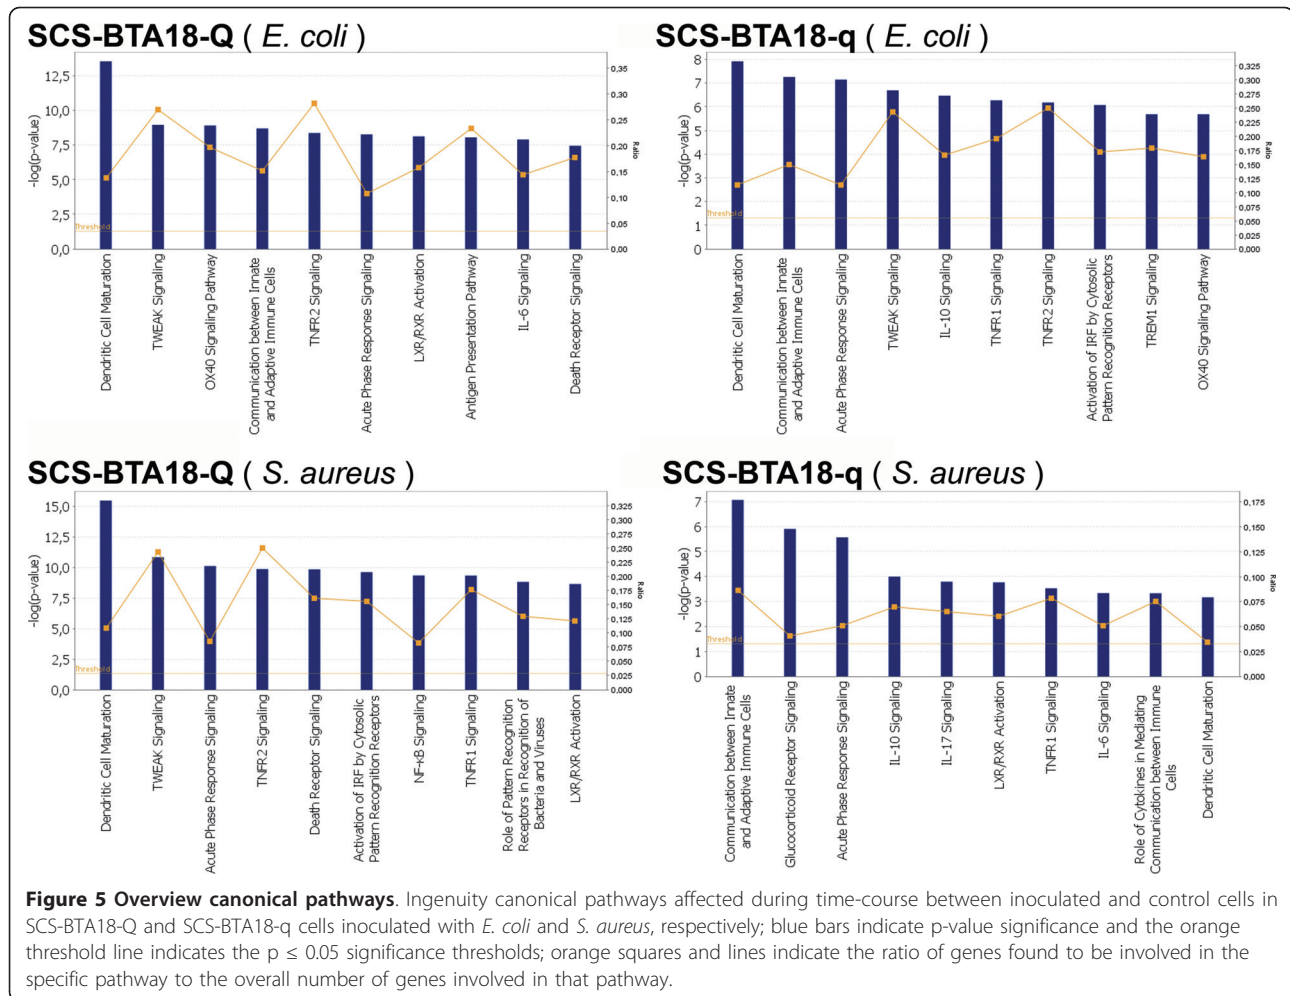 SCS-BTA18-Q ( E. coli )
12,5
10,0
7,5
5,0
2,5
0,0
-log(p-value)
Threshold
0,35
0,30
0,25
0,20
0,15
0,10
0,05
0,00
Ratio
Dendritic Cell Maturation
TWEAK Signaling
OX40 Signaling Pathway
Communication between Innate
and Adaptive Immune Cells
TNFR2 Signaling
Acute Phase Response Signaling
LXR/RXR Activation
Antigen Presentation Pathway
IL-6 Signaling
Death Receptor Signaling
SCS-BTA18-q ( E. coli )
8
7
6
5
4
3
2
1
0
-log(p-value)
Threshold
0,325
0,300
0,275
0,250
0,225
0,200
0,175
0,150
0,125
0,100
0,075
0,050
0,025
0,000
Ratio
Dendritic Cell Maturation
Communication between Innate
and Adaptive Immune Cells
Acute Phase Response Signaling
TWEAK Signaling
IL-10 Signaling
TNFR1 Signaling
TNFR2 Signaling
Activation of IRF by Cytosolic
Pattern Recognition Receptors
TREM1 Signaling
OX40 Signaling Pathway
SCS-BTA18-Q ( S. aureus )
15,0
12,5
10,0
7,5
5,0
2,5
0,0
-log(p-value)
Threshold
0,325
0,300
0,275
0,250
0,225
0,200
0,175
0,150
0,125
0,100
0,075
0,050
0,025
0,000
Ratio
Dendritic Cell Maturation
TWEAK Signaling
Acute Phase Response Signaling
TNFR2 Signaling
Death Receptor Signaling
Activation of IRF by Cytosolic
Pattern Recognition Receptors
NF-κB Signaling
TNFR1 Signaling
Role of Pattern Recognition
Receptors in Recognition of
Bacteria and Viruses
LXR/RXR Activation
SCS-BTA18-q ( S. aureus )
7
6
5
4
3
2
1
0
-log(p-value)
Threshold
0,175
0,150
0,125
0,100
0,075
0,050
0,025
0,000
Ratio
Communication between Innate
and Adaptive Immune Cells
Glucocorticoid Receptor Signaling
Acute Phase Response Signaling
IL-10 Signaling
IL-17 Signaling
LXR/RXR Activation
TNFR1 Signaling
IL-6 Signaling
Role of Cytokines in Mediating
Communication between Immune
Cells
Dendritic Cell Maturation
Figure 5 Overview canonical pathways. Ingenuity canonical pathways affected during time-course between inoculated and control cells in
SCS-BTA18-Q and SCS-BTA18-q cells inoculated with E. coli and S. aureus, respectively; blue bars indicate p-value significance and the orange
threshold line indicates the p ≤ 0.05 significance thresholds; orange squares and lines indicate the ratio of genes found to be involved in the
specific pathway to the overall number of genes involved in that pathway.